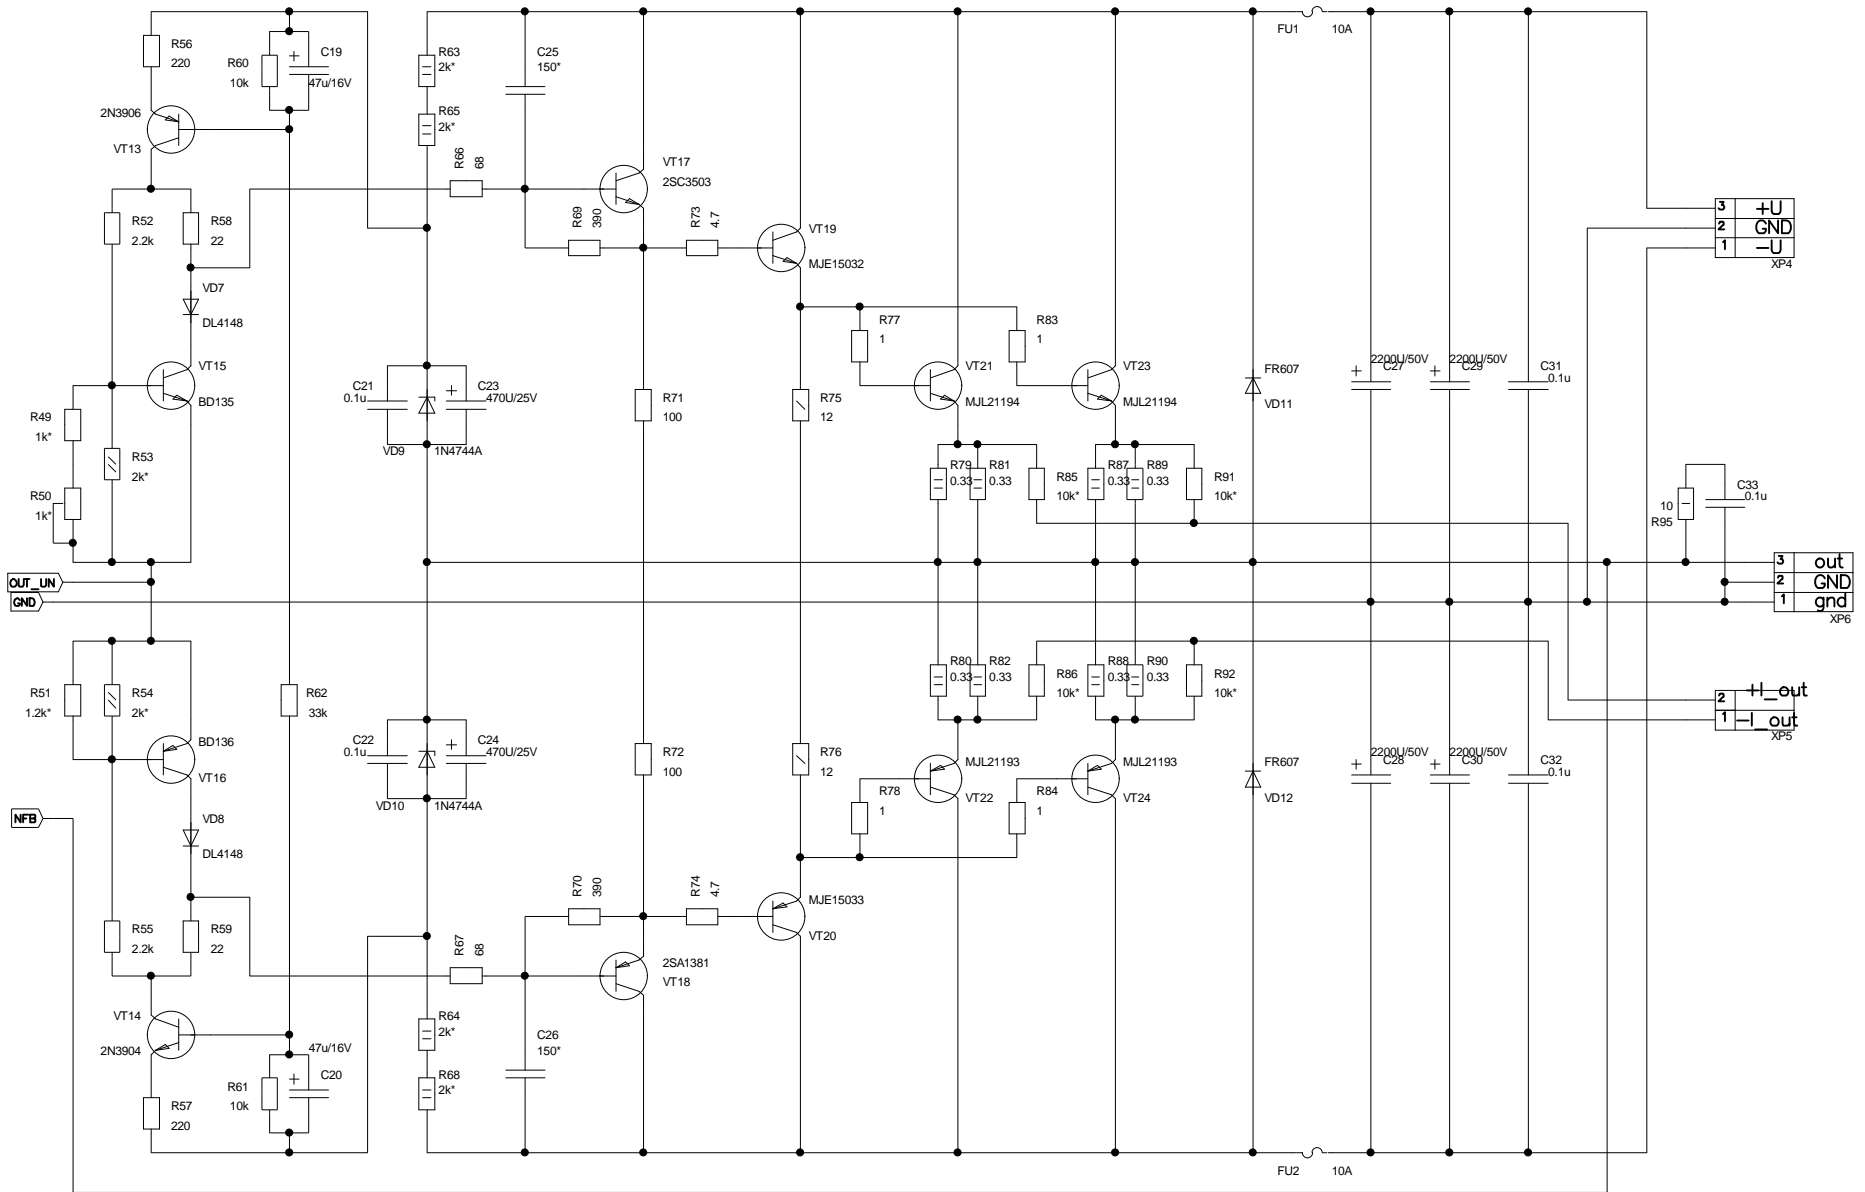 R56
220
R60
10k
C19
47u/16V
2N3906
VT13
R63
2k*
R65
2k*
C25
150*
FU1
10A
R66
68
VT17
2SC3503
R69
390
R73
4.7
VT19
MJE15032
R52
2.2k
R58
22
VD7
DL4148
VT15
BD135
R49
1k*
R50
1k*
R53
2k*
C21
0.1u
C23
470U/25V
VD9
1N4744A
R71
100
R75
12
R77
1
R83
1
VT21
MJL21194
VT23
MJL21194
FR607
VD11
2200U/50V
C27
2200U/50V
C29
C31
0.1u
3 +U
2 GND
1 -U
XP4
R79
0.33
R81
0.33
R85
10k*
R87
0.33
R89
0.33
R91
10k*
10
R95
C33
0.1u
OUT_UN
GND
3 out
2 GND
1 gnd
XP6
R51
1.2k*
R54
2k*
R62
33k
BD136
VT16
C22
0.1u
C24
470U/25V
VD10
1N4744A
R72
100
R76
12
R80
0.33
R82
0.33
R86
10k*
R88
0.33
R90
0.33
R92
10k*
2 +I_out
1 -I_out
XP5
MJL21193
VT22
MJL21193
VT24
R78
1
R84
1
FR607
VD12
2200U/50V
C28
2200U/50V
C30
C32
0.1u
NFB
VD8
DL4148
R55
2.2k
R59
22
R67
68
R70
390
R74
4.7
MJE15033
VT20
2SA1381
VT18
VT14
2N3904
R57
220
R61
10k
47u/16V
C20
R64
2k*
R68
2k*
C26
150*
FU2
10A